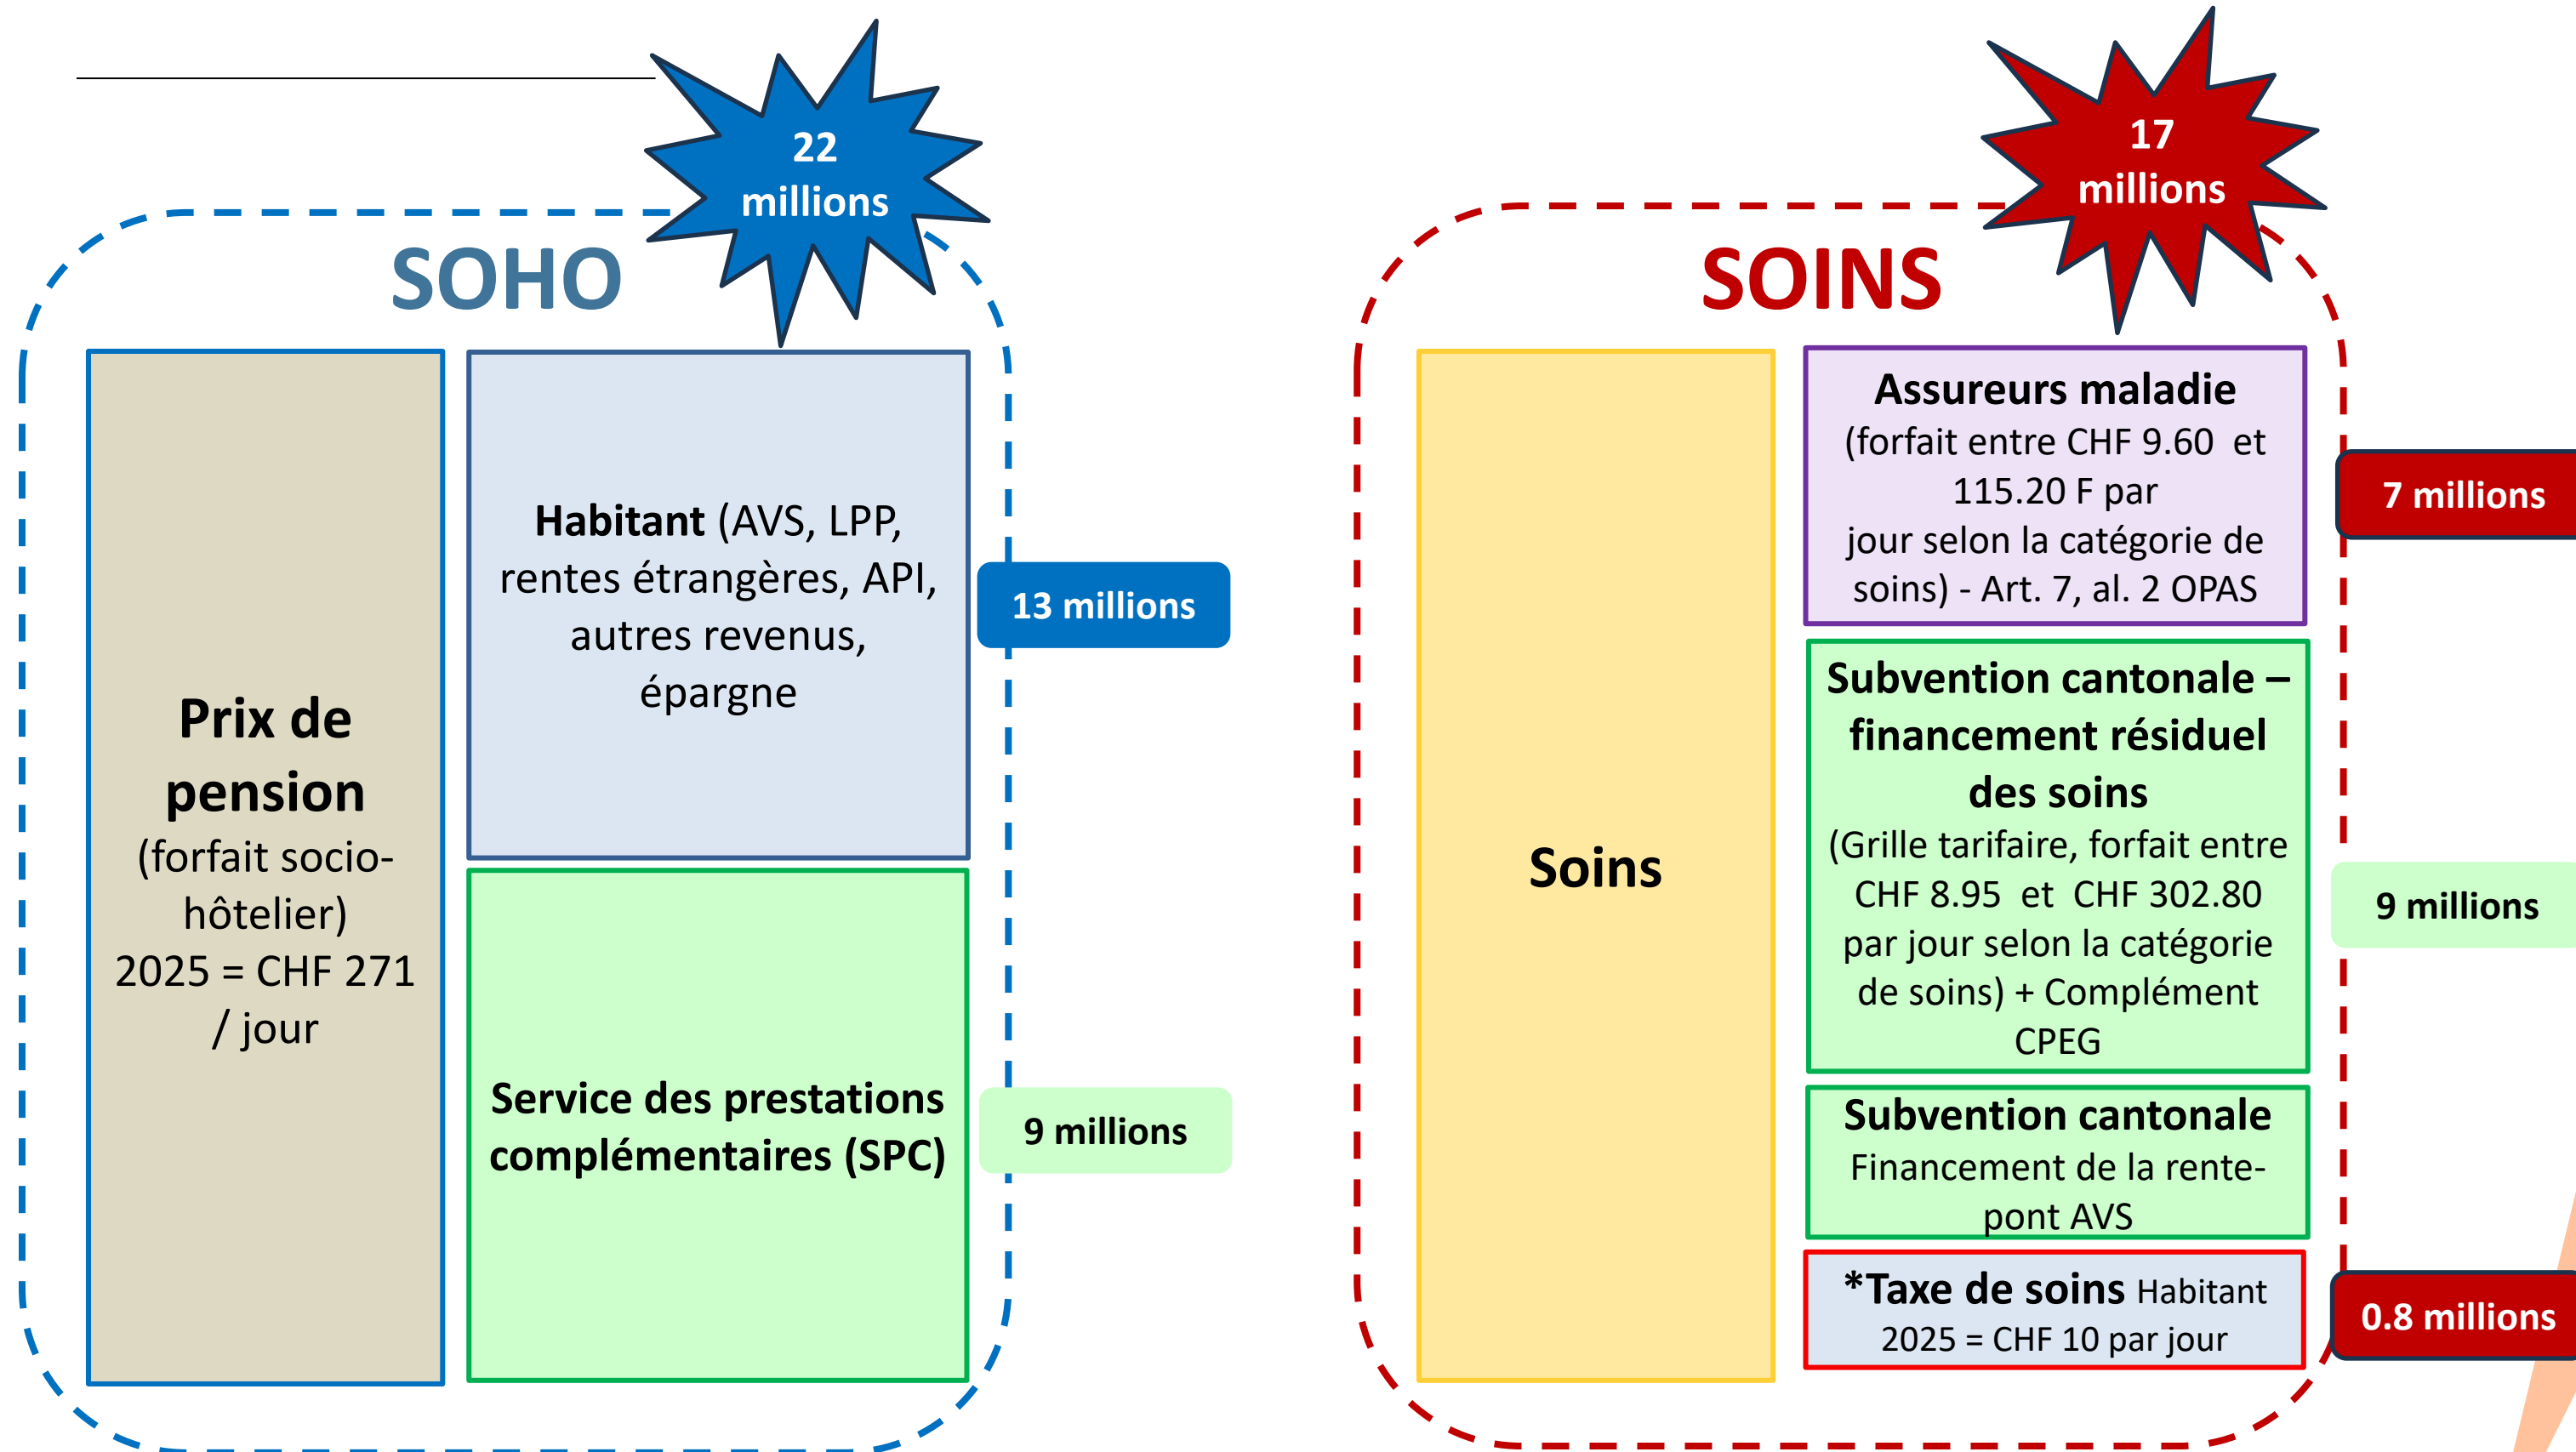 22
millions
SOHO
Prix de
pension
(forfait socio-
hôtelier)
2025 = CHF 271
/ jour
Habitant (AVS, LPP,
rentes étrangères, API,
autres revenus,
épargne
13 millions
Service des prestations
complémentaires (SPC)
9 millions
17
millions
SOINS
Soins
Assureurs maladie
(forfait entre CHF 9.60 et
115.20 F par
jour selon la catégorie de
soins) - Art. 7, al. 2 OPAS
7 millions
Subvention cantonale –
financement résiduel
des soins
(Grille tarifaire, forfait entre
CHF 8.95 et CHF 302.80
par jour selon la catégorie
de soins) + Complément
CPEG
9 millions
Subvention cantonale
Financement de la rente-
pont AVS
*Taxe de soins Habitant
2025 = CHF 10 par jour
0.8 millions